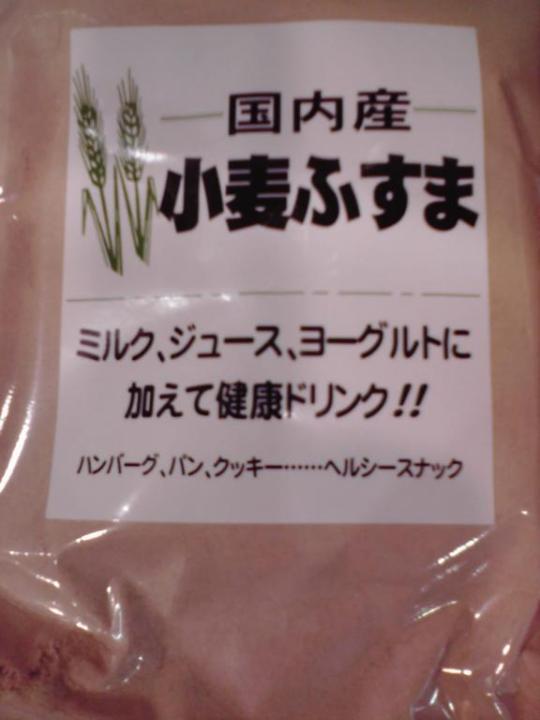 国内産
小麦ふすま
ミルク、ジュース、ヨーグルトに
加えて健康ドリンク!!
ハンバーグ、パン、クッキー……ヘルシースナック